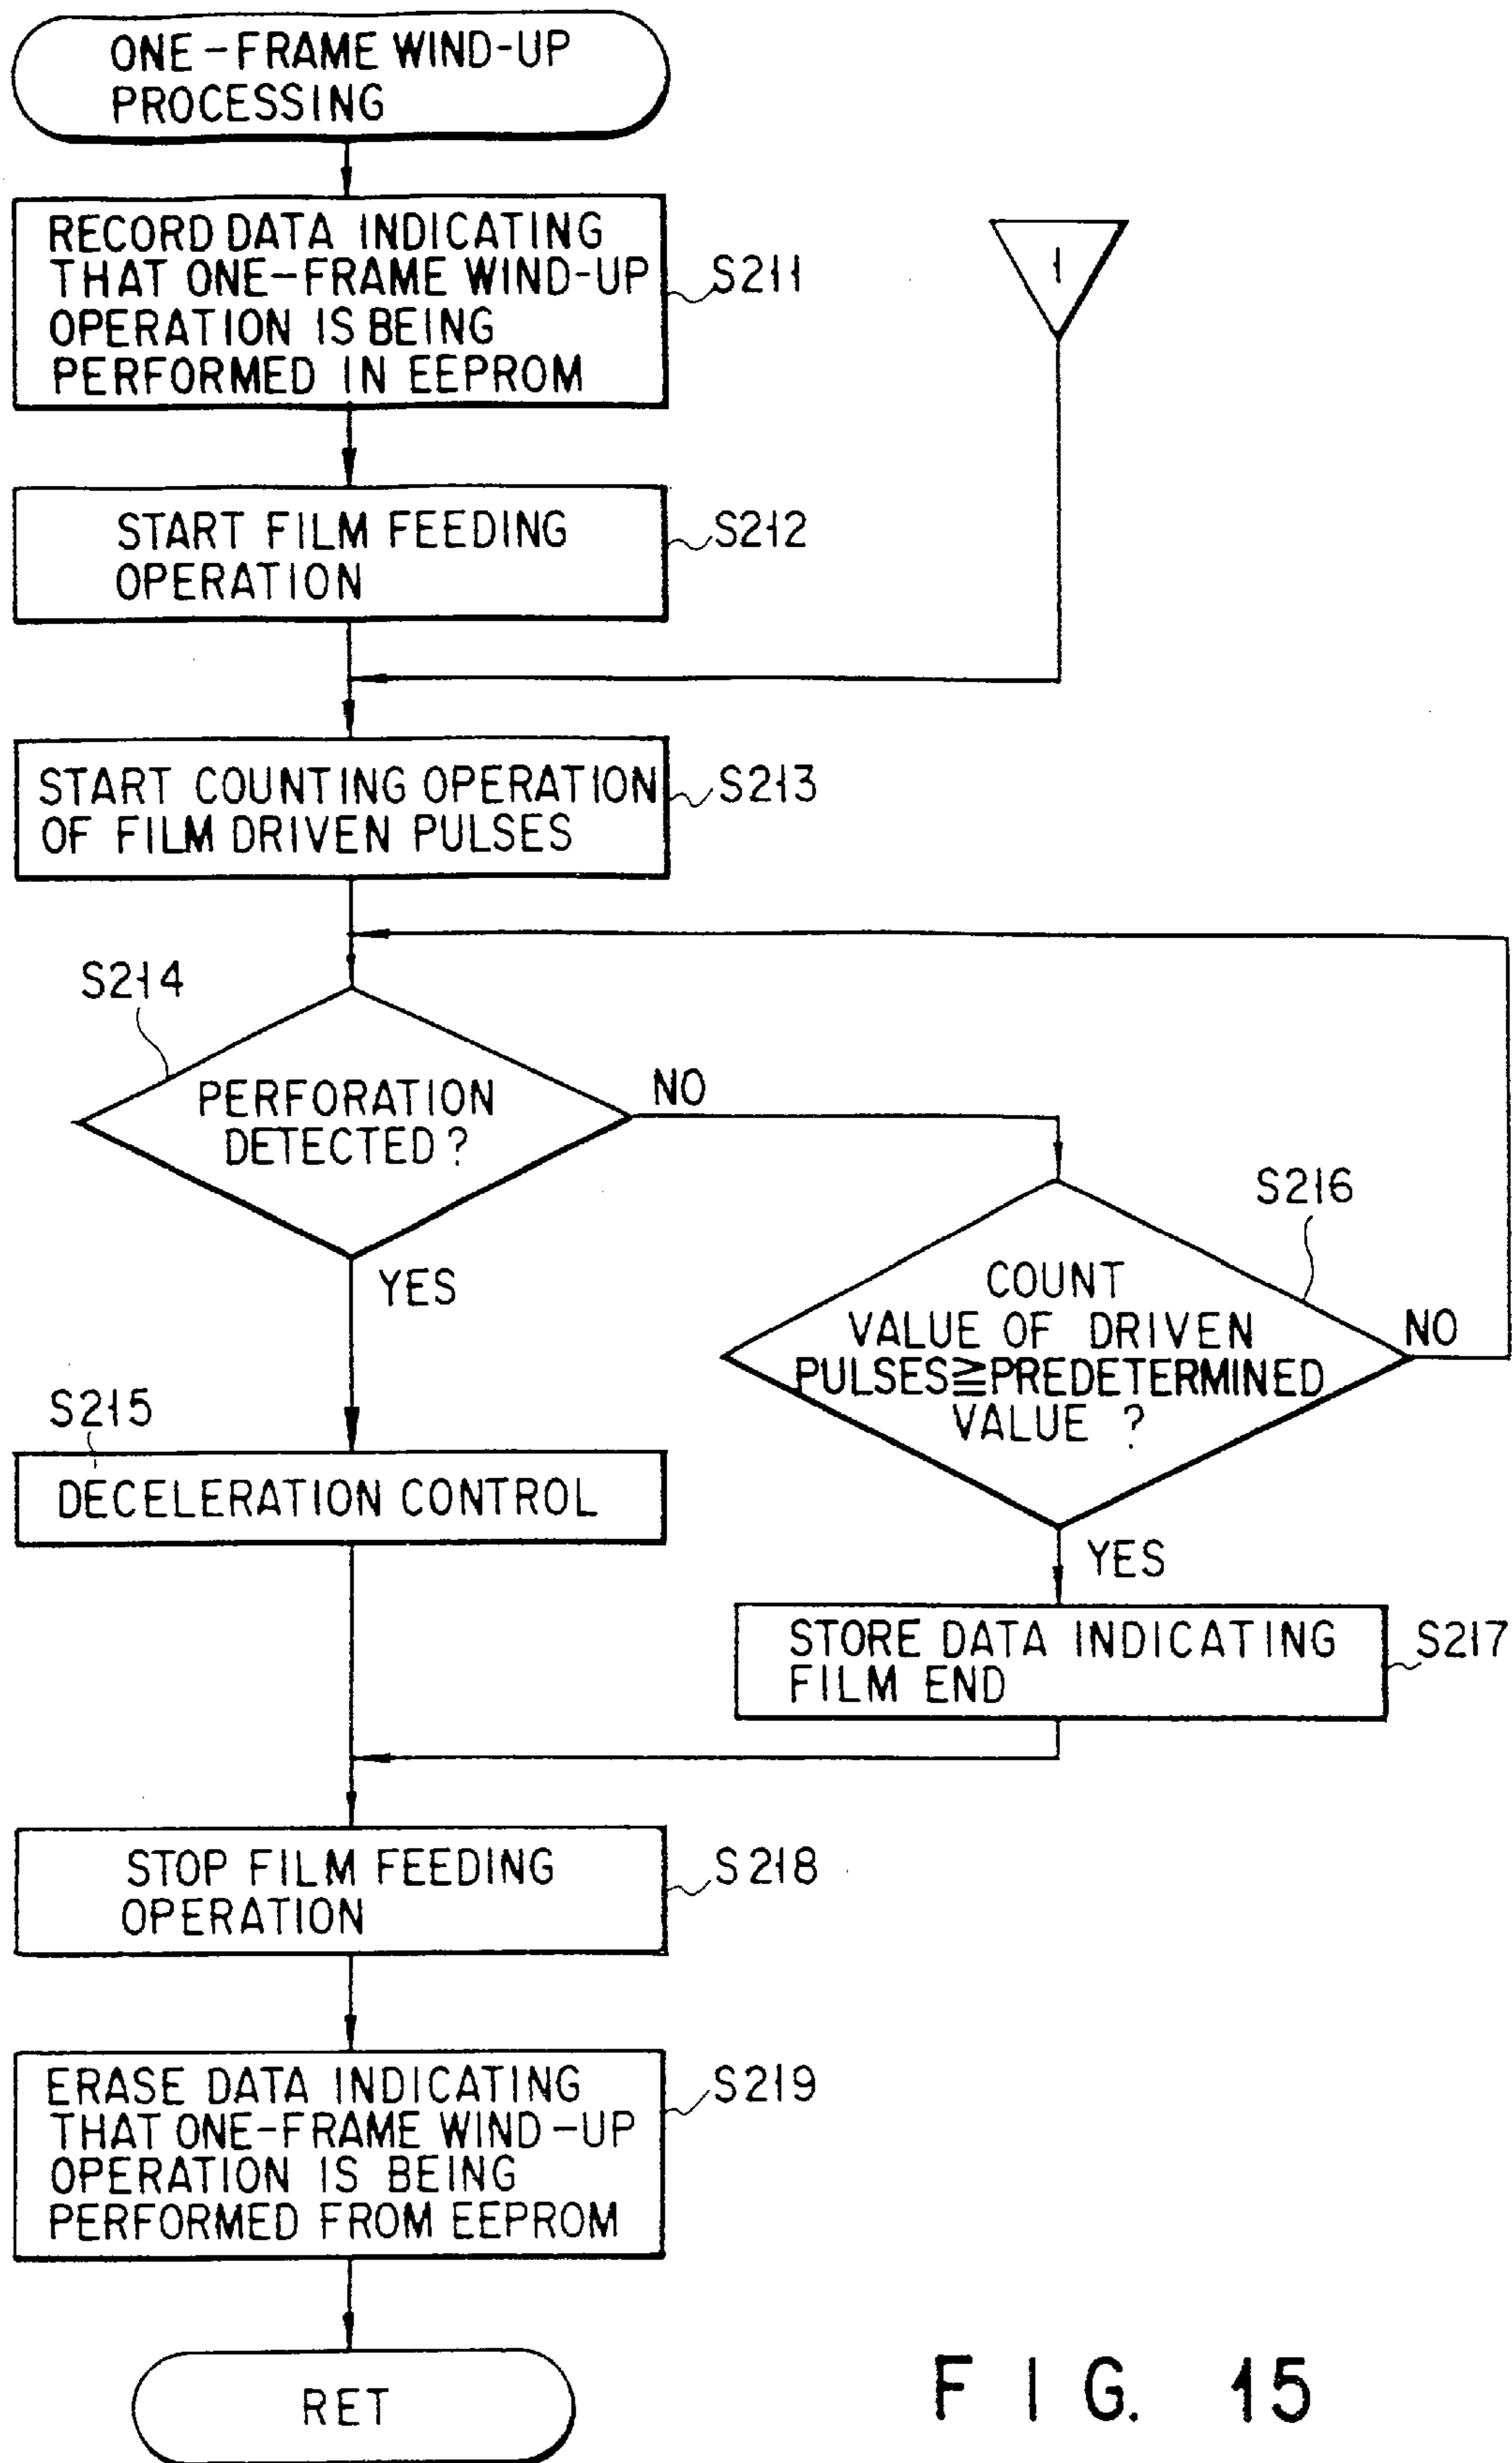 ONE-FRAME WIND-UP
PROCESSING
RECORD DATA INDICATING
THAT ONE-FRAME WIND-UP
OPERATION IS BEING
PERFORMED IN EEPROM
S211
1
START FILM FEEDING
OPERATION
S212
START COUNTING OPERATION
OF FILM DRIVEN PULSES
S213
S214
PERFORATION
DETECTED?
NO
YES
S216
COUNT
VALUE OF DRIVEN
PULSES≧PREDETERMINED
VALUE ?
NO
YES
S215
DECELERATION CONTROL
STORE DATA INDICATING
FILM END
S217
STOP FILM FEEDING
OPERATION
S218
ERASE DATA INDICATING
THAT ONE-FRAME WIND-UP
OPERATION IS BEING
PERFORMED FROM EEPROM
S219
RET
FIG. 15